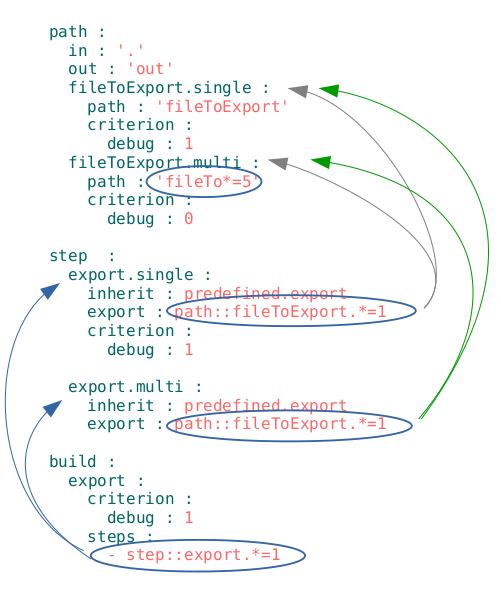 path :
in : '.'
out : 'out'
fileToExport.single :
path : 'fileToExport'
criterion :
debug : 1
fileToExport.multi :
path : 'fileTo*=5'
criterion :
debug : 0
step :
export.single :
inherit : predefined.export
export : path::fileToExport.*=1
criterion :
debug : 1
export.multi :
inherit : predefined.export
export : path::fileToExport.*=1
build :
export :
criterion :
debug : 1
steps :
- step::export.*=1